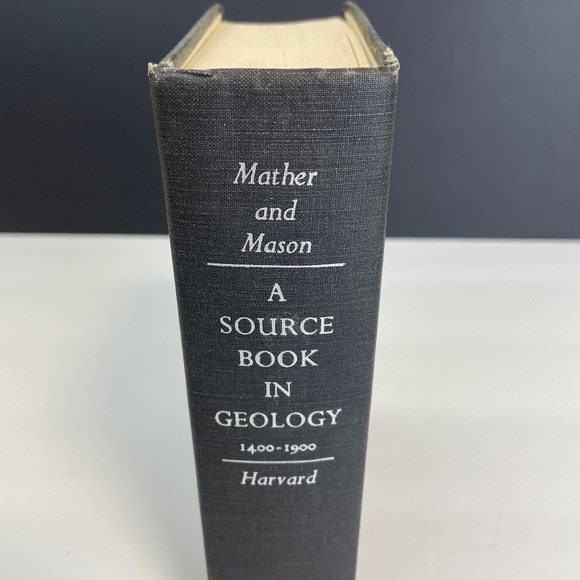 Mather
and
Mason
A
SOURCE
BOOK
IN
GEOLOGY
1400-1900
Harvard